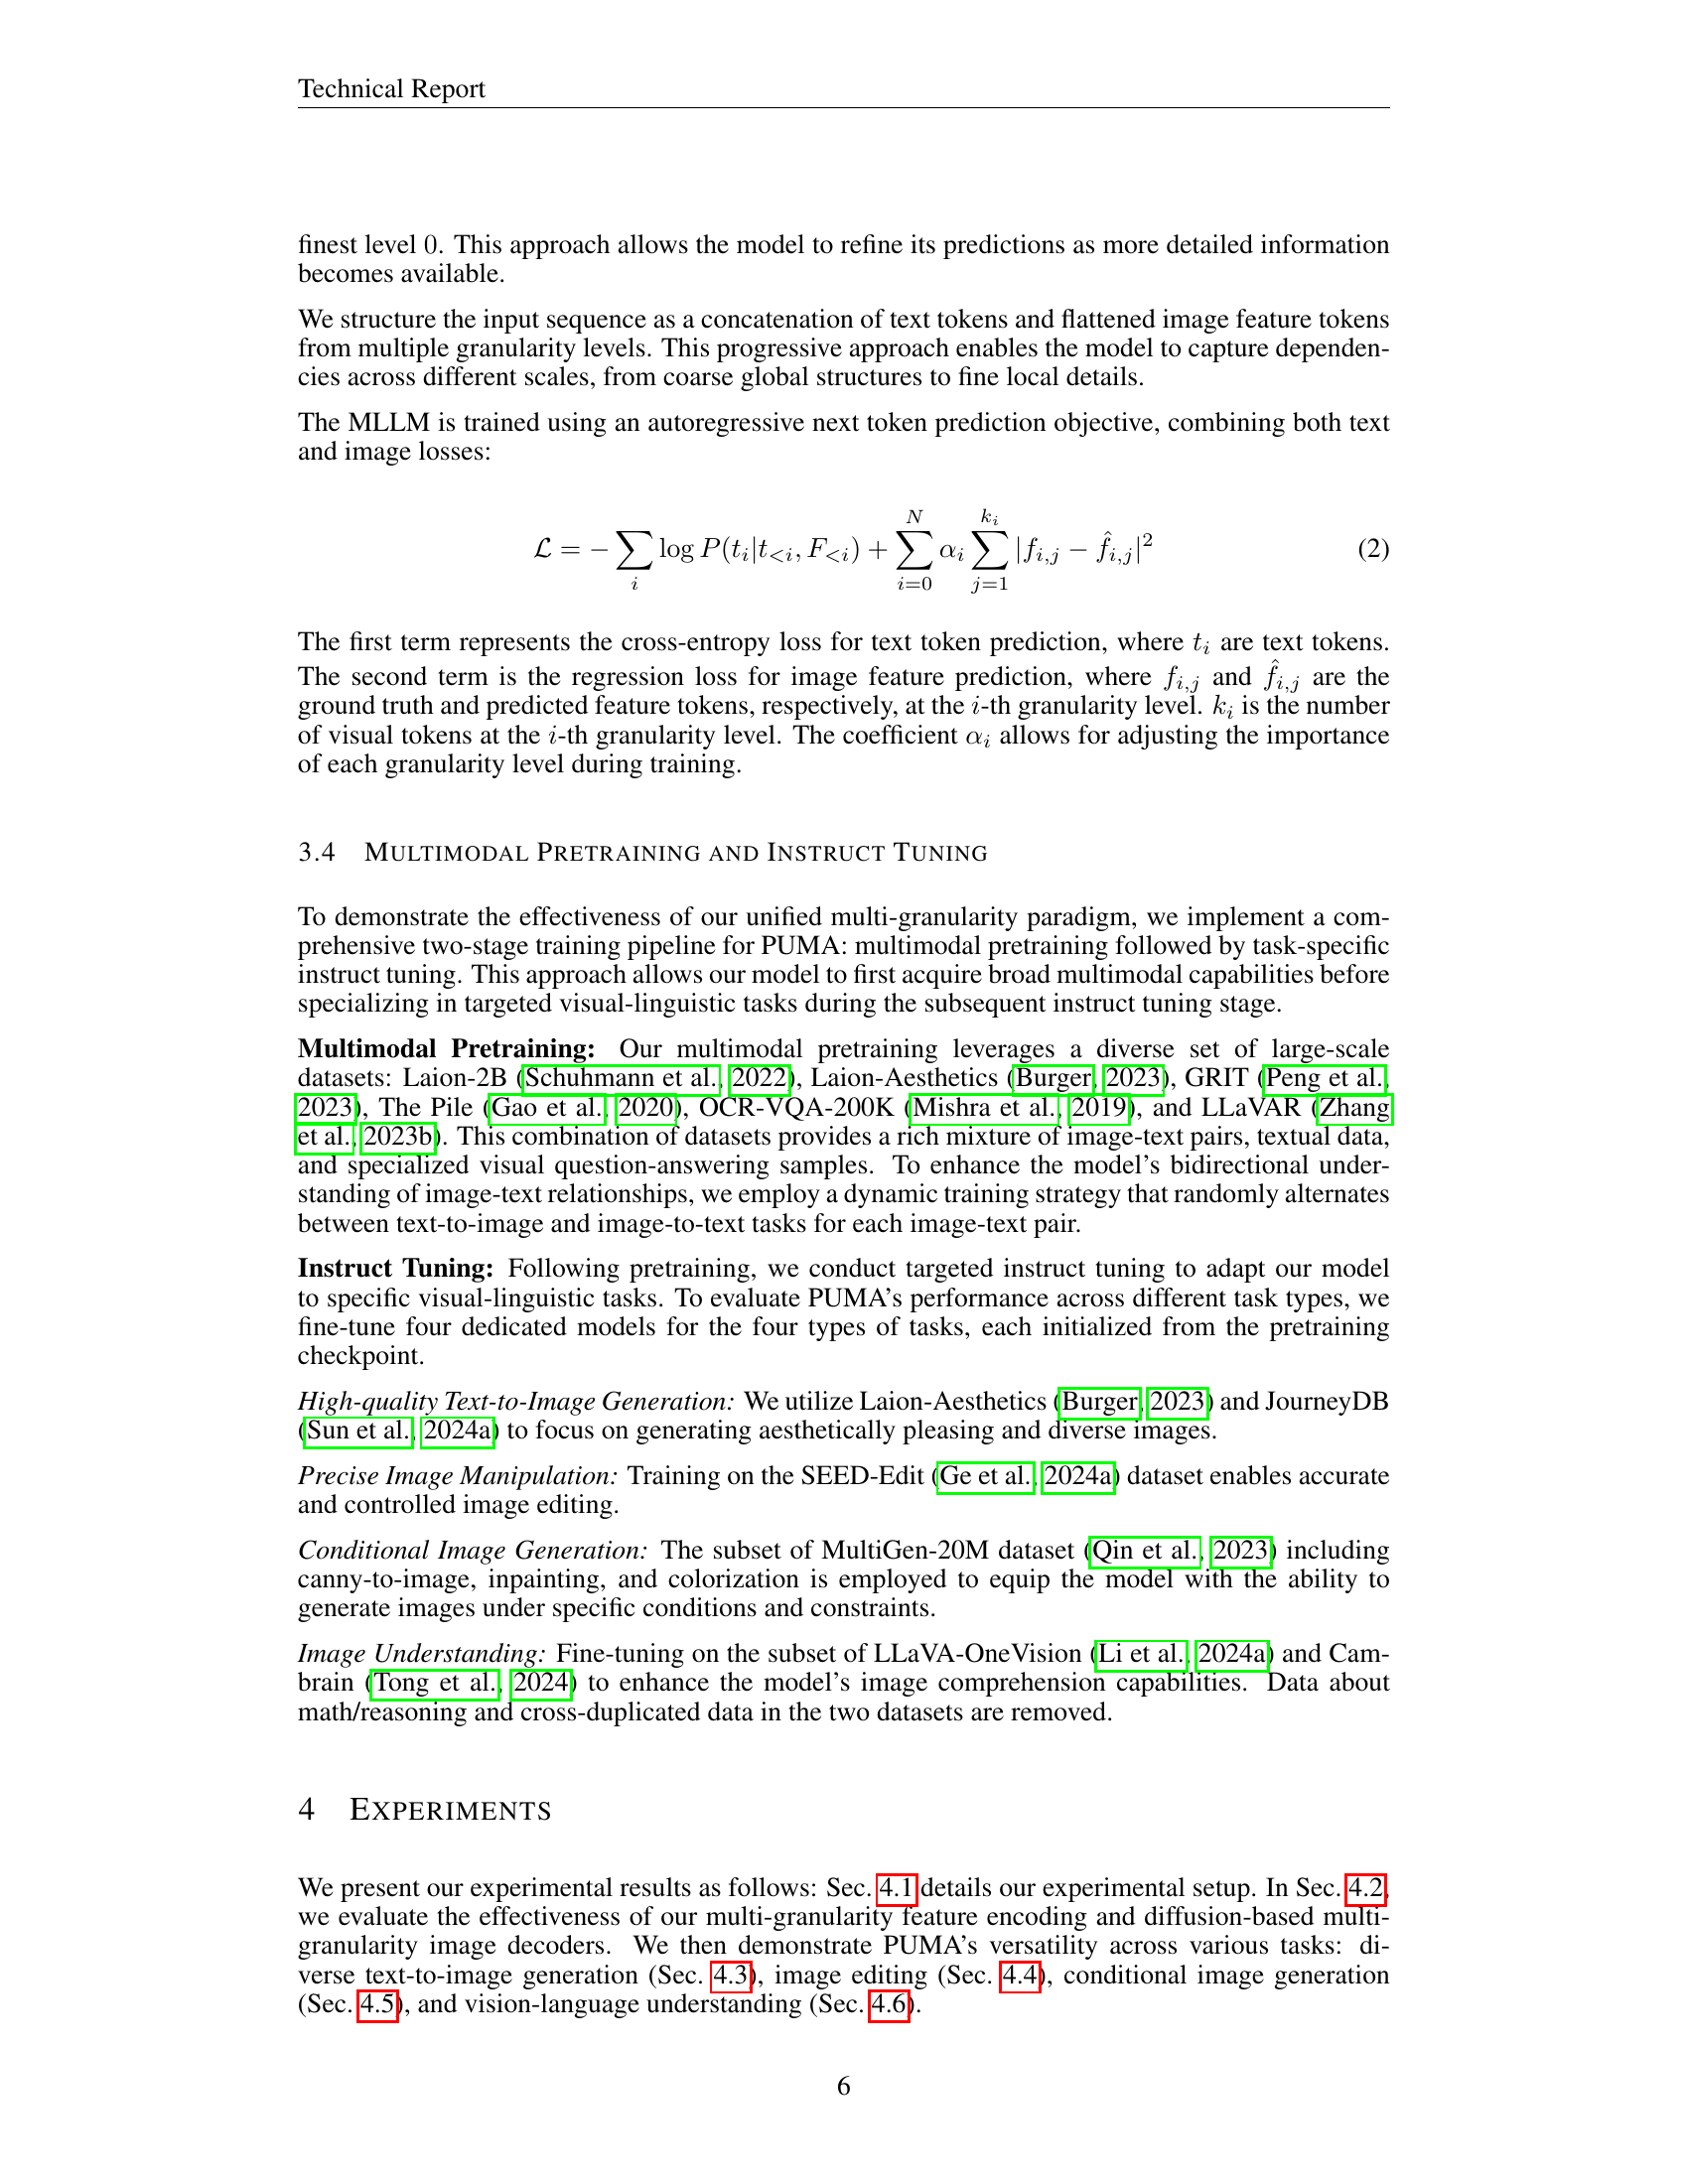 Technical Report
finest level 0. This approach allows the model to refine its predictions as more detailed information
becomes available.
We structure the input sequence as a concatenation of text tokens and flattened image feature tokens
from multiple granularity levels. This progressive approach enables the model to capture dependen-
cies across different scales, from coarse global structures to fine local details.
The MLLM is trained using an autoregressive next token prediction objective, combining both text
and image losses:
$$\mathcal{L} = -\sum_{i} \log P(t_i|t_{<i}, F_{<i}) + \sum_{i=0}^{N} \alpha_i \sum_{j=1}^{k_i} |f_{i,j} - \hat{f}_{i,j}|^2 \quad (2)$$
The first term represents the cross-entropy loss for text token prediction, where $t_i$ are text tokens.
The second term is the regression loss for image feature prediction, where $f_{i,j}$ and $\hat{f}_{i,j}$ are the
ground truth and predicted feature tokens, respectively, at the $i$-th granularity level. $k_i$ is the number
of visual tokens at the $i$-th granularity level. The coefficient $\alpha_i$ allows for adjusting the importance
of each granularity level during training.
3.4 MULTIMODAL PRETRAINING AND INSTRUCT TUNING
To demonstrate the effectiveness of our unified multi-granularity paradigm, we implement a com-
prehensive two-stage training pipeline for PUMA: multimodal pretraining followed by task-specific
instruct tuning. This approach allows our model to first acquire broad multimodal capabilities before
specializing in targeted visual-linguistic tasks during the subsequent instruct tuning stage.
Multimodal Pretraining: Our multimodal pretraining leverages a diverse set of large-scale
datasets: Laion-2B (Schuhmann et al., 2022), Laion-Aesthetics (Burger, 2023), GRIT (Peng et al.,
2023), The Pile (Gao et al., 2020), OCR-VQA-200K (Mishra et al., 2019), and LLaVAR (Zhang
et al., 2023b). This combination of datasets provides a rich mixture of image-text pairs, textual data,
and specialized visual question-answering samples. To enhance the model's bidirectional under-
standing of image-text relationships, we employ a dynamic training strategy that randomly alternates
between text-to-image and image-to-text tasks for each image-text pair.
Instruct Tuning: Following pretraining, we conduct targeted instruct tuning to adapt our model
to specific visual-linguistic tasks. To evaluate PUMA's performance across different task types, we
fine-tune four dedicated models for the four types of tasks, each initialized from the pretraining
checkpoint.
High-quality Text-to-Image Generation: We utilize Laion-Aesthetics (Burger, 2023) and JourneyDB
(Sun et al., 2024a) to focus on generating aesthetically pleasing and diverse images.
Precise Image Manipulation: Training on the SEED-Edit (Ge et al., 2024a) dataset enables accurate
and controlled image editing.
Conditional Image Generation: The subset of MultiGen-20M dataset (Qin et al., 2023) including
canny-to-image, inpainting, and colorization is employed to equip the model with the ability to
generate images under specific conditions and constraints.
Image Understanding: Fine-tuning on the subset of LLaVA-OneVision (Li et al., 2024a) and Cam-
brain (Tong et al., 2024) to enhance the model's image comprehension capabilities. Data about
math/reasoning and cross-duplicated data in the two datasets are removed.
4 EXPERIMENTS
We present our experimental results as follows: Sec. 4.1 details our experimental setup. In Sec. 4.2,
we evaluate the effectiveness of our multi-granularity feature encoding and diffusion-based multi-
granularity image decoders. We then demonstrate PUMA's versatility across various tasks: di-
verse text-to-image generation (Sec. 4.3), image editing (Sec. 4.4), conditional image generation
(Sec. 4.5), and vision-language understanding (Sec. 4.6).
6